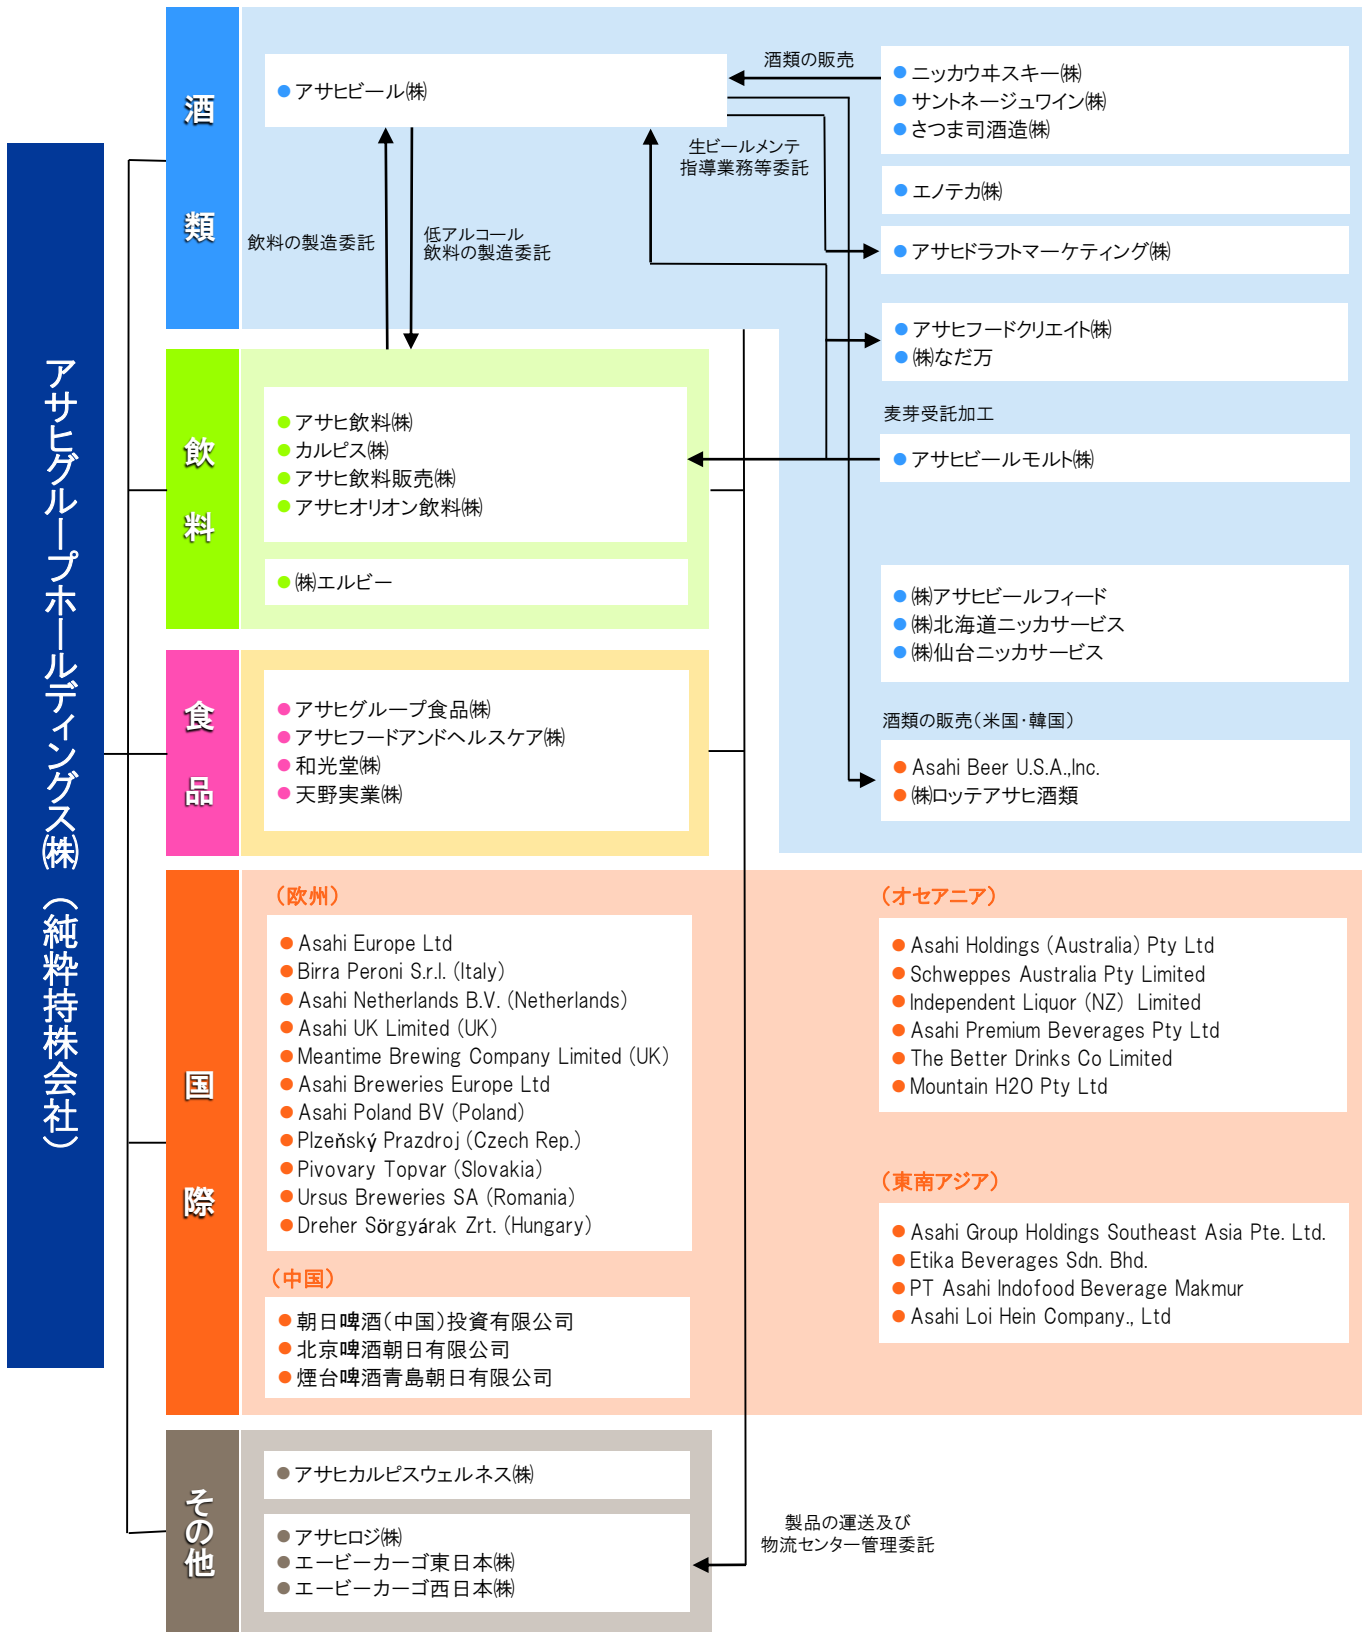 アサヒグループホールディングス㈱（純粋持株会社）
酒類
アサヒビール㈱
酒類の販売
ニッカウヰスキー㈱
サントネージュワイン㈱
さつま司酒造㈱
生ビールメンテ
指導業務等委託
エノテカ㈱
アサヒドラフトマーケティング㈱
飲料の製造委託
低アルコール
飲料の製造委託
アサヒフードクリエイト㈱
㈱なだ万
麦芽受託加工
アサヒビールモルト㈱
㈱アサヒビールフィード
㈱北海道ニッカサービス
㈱仙台ニッカサービス
酒類の販売（米国・韓国）
Asahi Beer U.S.A.,Inc.
㈱ロッテアサヒ酒類
飲料
アサヒ飲料㈱
カルピス㈱
アサヒ飲料販売㈱
アサヒオリオン飲料㈱
㈱エルビー
食品
アサヒグループ食品㈱
アサヒフードアンドヘルスケア㈱
和光堂㈱
天野実業㈱
国際
（欧州）
Asahi Europe Ltd
Birra Peroni S.r.l. (Italy)
Asahi Netherlands B.V. (Netherlands)
Asahi UK Limited (UK)
Meantime Brewing Company Limited (UK)
Asahi Breweries Europe Ltd
Asahi Poland BV (Poland)
Plzeňský Prazdroj (Czech Rep.)
Pivovary Topvar (Slovakia)
Ursus Breweries SA (Romania)
Dreher Sörgyárak Zrt. (Hungary)
（中国）
朝日啤酒（中国）投資有限公司
北京啤酒朝日有限公司
煙台啤酒青島朝日有限公司
（オセアニア）
Asahi Holdings (Australia) Pty Ltd
Schweppes Australia Pty Limited
Independent Liquor (NZ) Limited
Asahi Premium Beverages Pty Ltd
The Better Drinks Co Limited
Mountain H2O Pty Ltd
（東南アジア）
Asahi Group Holdings Southeast Asia Pte. Ltd.
Etika Beverages Sdn. Bhd.
PT Asahi Indofood Beverage Makmur
Asahi Loi Hein Company., Ltd
その他
アサヒカルピスウェルネス㈱
アサヒロジ㈱
エービーカーゴ東日本㈱
エービーカーゴ西日本㈱
製品の運送及び
物流センター管理委託